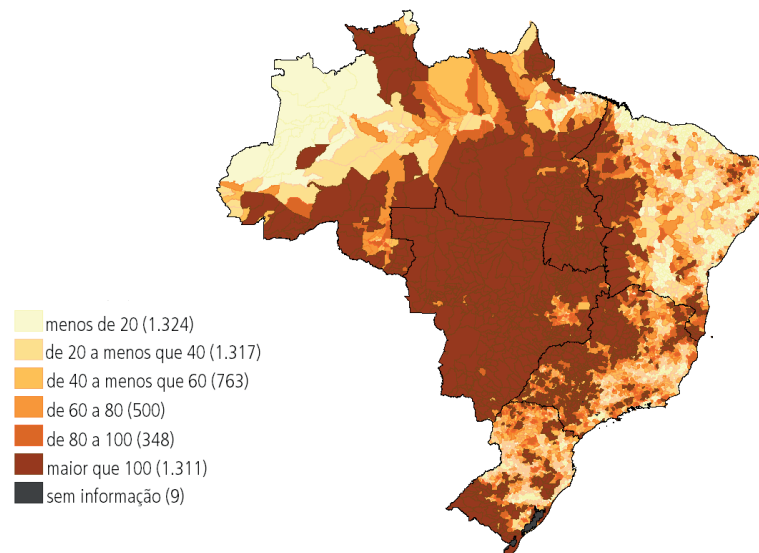 menos de 20 (1.324)
de 20 a menos que 40 (1.317)
de 40 a menos que 60 (763)
de 60 a 80 (500)
de 80 a 100 (348)
maior que 100 (1.311)
sem informação (9)